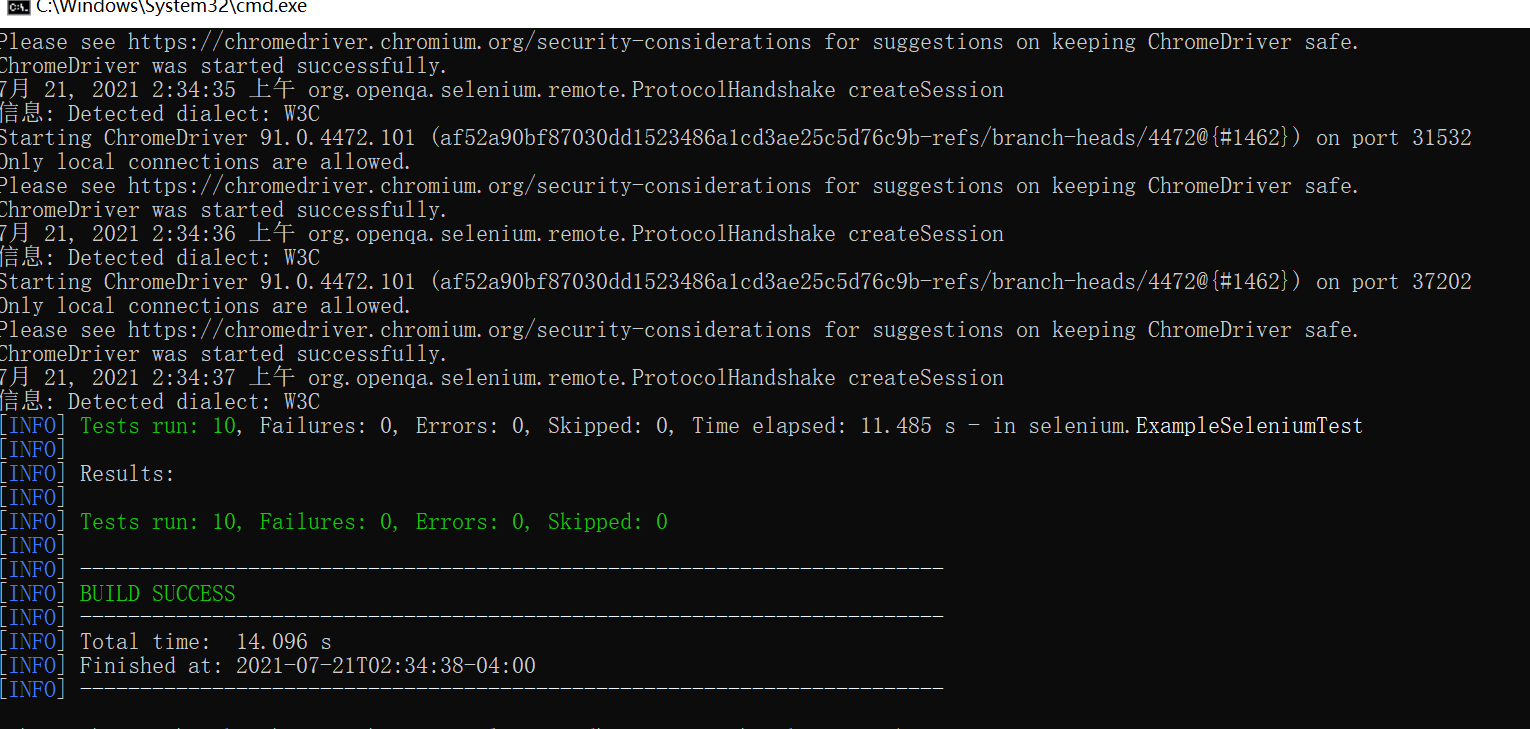 C:\Windows\System32\cmd.exe
Please see https://chromedriver.chromium.org/security-considerations for suggestions on keeping ChromeDriver safe.
ChromeDriver was started successfully.
7月 21, 2021 2:34:35 上午 org.openqa.selenium.remote.ProtocolHandshake createSession
信息: Detected dialect: W3C
Starting ChromeDriver 91.0.4472.101 (af52a90bf87030dd1523486a1cd3ae25c5d76c9b-refs/branch-heads/4472@{#1462}) on port 31532
Only local connections are allowed.
Please see https://chromedriver.chromium.org/security-considerations for suggestions on keeping ChromeDriver safe.
ChromeDriver was started successfully.
7月 21, 2021 2:34:36 上午 org.openqa.selenium.remote.ProtocolHandshake createSession
信息: Detected dialect: W3C
Starting ChromeDriver 91.0.4472.101 (af52a90bf87030dd1523486a1cd3ae25c5d76c9b-refs/branch-heads/4472@{#1462}) on port 37202
Only local connections are allowed.
Please see https://chromedriver.chromium.org/security-considerations for suggestions on keeping ChromeDriver safe.
ChromeDriver was started successfully.
7月 21, 2021 2:34:37 上午 org.openqa.selenium.remote.ProtocolHandshake createSession
信息: Detected dialect: W3C
[INFO] Tests run: 10, Failures: 0, Errors: 0, Skipped: 0, Time elapsed: 11.485 s - in selenium.ExampleSeleniumTest
[INFO]
[INFO] Results:
[INFO]
[INFO] Tests run: 10, Failures: 0, Errors: 0, Skipped: 0
[INFO]
[INFO] ------------------------------------------------------------------------
[INFO] BUILD SUCCESS
[INFO] ------------------------------------------------------------------------
[INFO] Total time:  14.096 s
[INFO] Finished at: 2021-07-21T02:34:38-04:00
[INFO] ------------------------------------------------------------------------